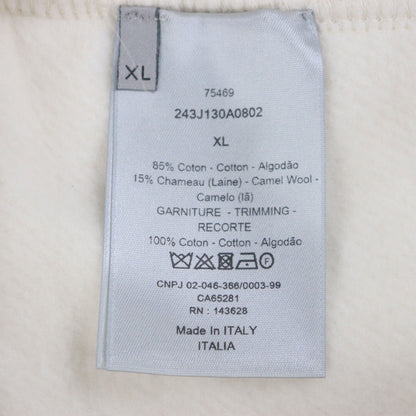 XL
75469
243J130A0802
XL
85% Coton - Cotton - Algodão
15% Chameau (Laine) - Camel Wool -
Camelo (lã)
GARNITURE - TRIMMING -
RECORTE
100% Coton - Cotton - Algodão
CNPJ 02-046-366/0003-99
CA65281
RN : 143628
Made In ITALY
ITALIA